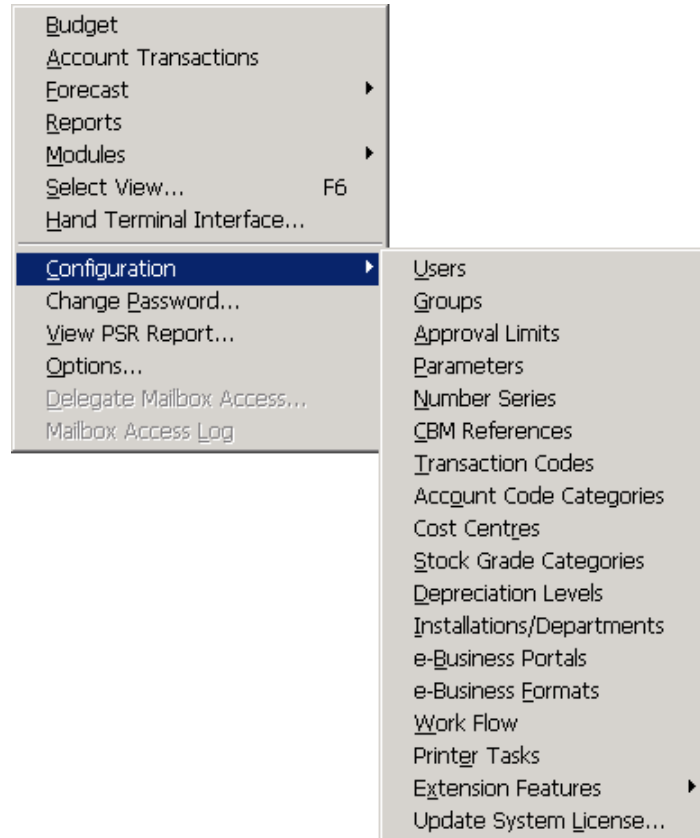 Budget
Account Transactions
Forecast
Reports
Modules
Select View... F6
Hand Terminal Interface...
Configuration
Change Password...
View PSR Report...
Options...
Delegate Mailbox Access...
Mailbox Access Log
Users
Groups
Approval Limits
Parameters
Number Series
CBM References
Transaction Codes
Account Code Categories
Cost Centres
Stock Grade Categories
Depreciation Levels
Installations/Departments
e-Business Portals
e-Business Formats
Work Flow
Printer Tasks
Extension Features
Update System License...